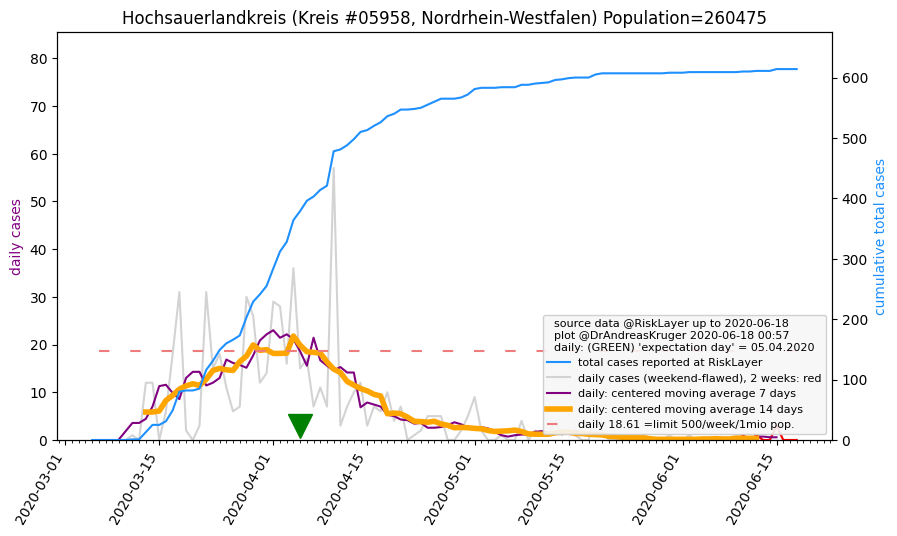 Hochsauerlandkreis (Kreis #05958, Nordrhein-Westfalen) Population=260475
daily cases
80
70
60
50
40
30
20
10
0
600
500
400
300
200
100
0
cumulative total cases
source data @RiskLayer up to 2020-06-18
plot @DrAndreasKruger 2020-06-18 00:57
daily: (GREEN) 'expectation day' = 05.04.2020
total cases reported at RiskLayer
daily cases (weekend-flawed), 2 weeks: red
daily: centered moving average 7 days
daily: centered moving average 14 days
daily 18.61 =limit 500/week/1mio pop.
2020-03-01
2020-03-15
2020-04-01
2020-04-15
2020-05-01
2020-05-15
2020-06-01
2020-06-15